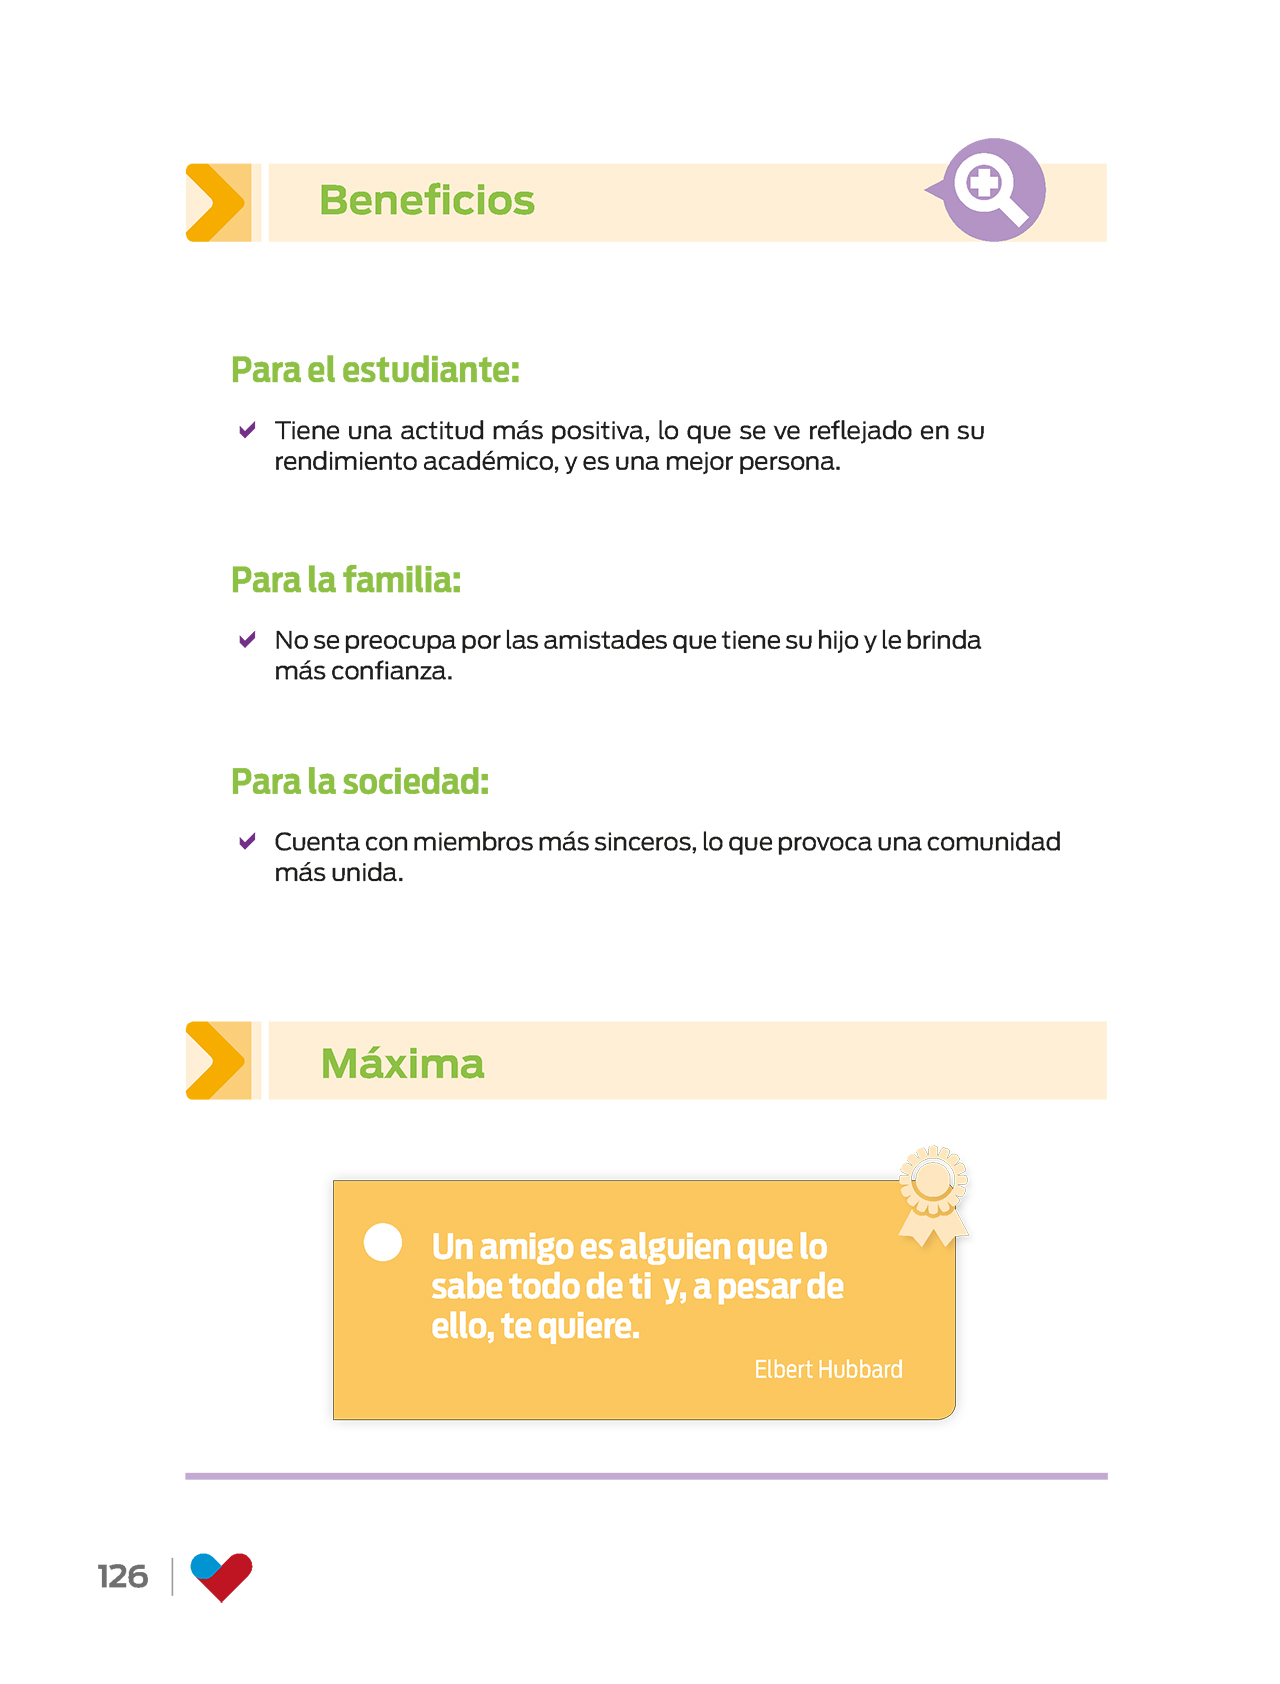 Beneficios
Para el estudiante:
Tiene una actitud más positiva, lo que se ve reflejado en su
rendimiento académico, y es una mejor persona.
Para la familia:
No se preocupa por las amistades que tiene su hijo y le brinda
más confianza.
Para la sociedad:
Cuenta con miembros más sinceros, lo que provoca una comunidad
más unida.
Máxima
Un amigo es alguien que lo
sabe todo de ti y, a pesar de
ello, te quiere.
Elbert Hubbard
126